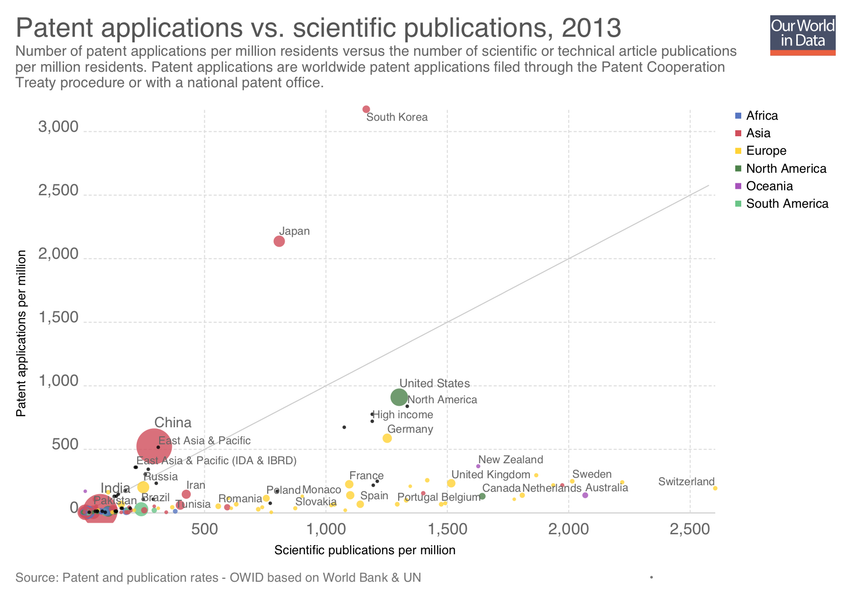 Patent applications vs. scientific publications, 2013
Our World
in Data
Number of patent applications per million residents versus the number of scientific or technical article publications
per million residents. Patent applications are worldwide patent applications filed through the Patent Cooperation
Treaty procedure or with a national patent office.
Africa
Asia
Europe
North America
Oceania
South America
Patent applications per million
3,000
2,500
2,000
1,500
1,000
500
0
South Korea
Japan
United States
North America
High income
Germany
China
East Asia & Pacific
East Asia & Pacific (IDA & IBRD)
Russia
India
Pakistan
Brazil
Iran
Tunisia
Romania
Poland
Monaco
Slovakia
France
Spain
Portugal
Belgium
New Zealand
United Kingdom
Canada
Netherlands
Sweden
Australia
Switzerland
500
1,000
1,500
2,000
2,500
Scientific publications per million
Source: Patent and publication rates - OWID based on World Bank & UN